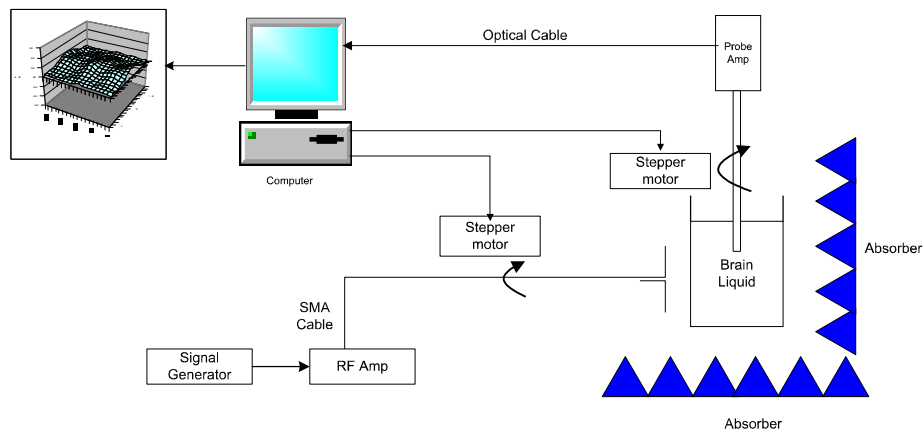 Optical Cable
Probe
Amp
Computer
Stepper
motor
Stepper
motor
Brain
Liquid
Absorber
SMA
Cable
Signal
Generator
RF Amp
Absorber